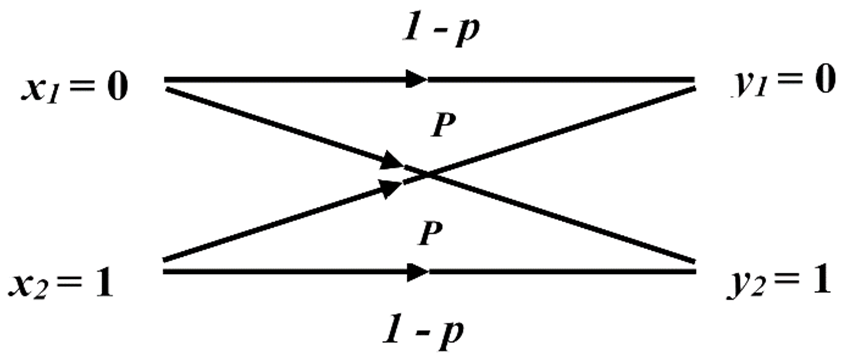 1 - p
x1 = 0
y1 = 0
P
P
x2 = 1
y2 = 1
1 - p